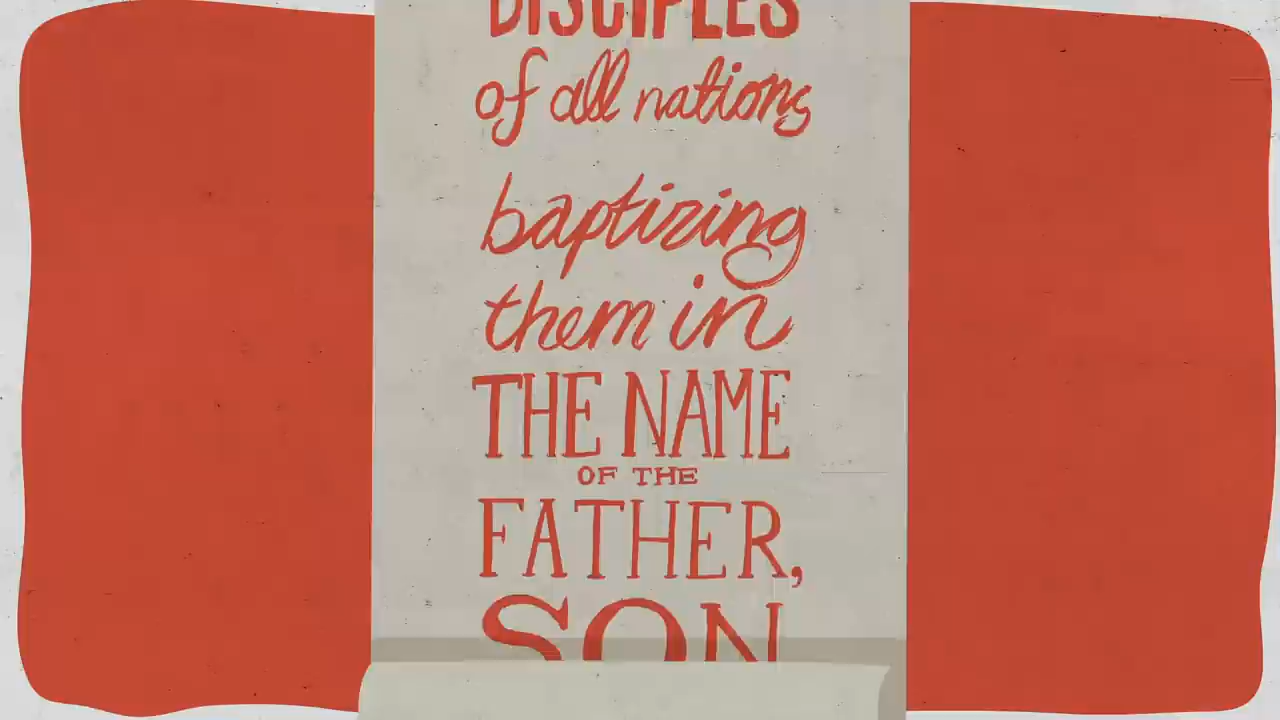 DISCIPLES
of all nations
baptizing
them in
THE NAME
OF THE
FATHER,
SON